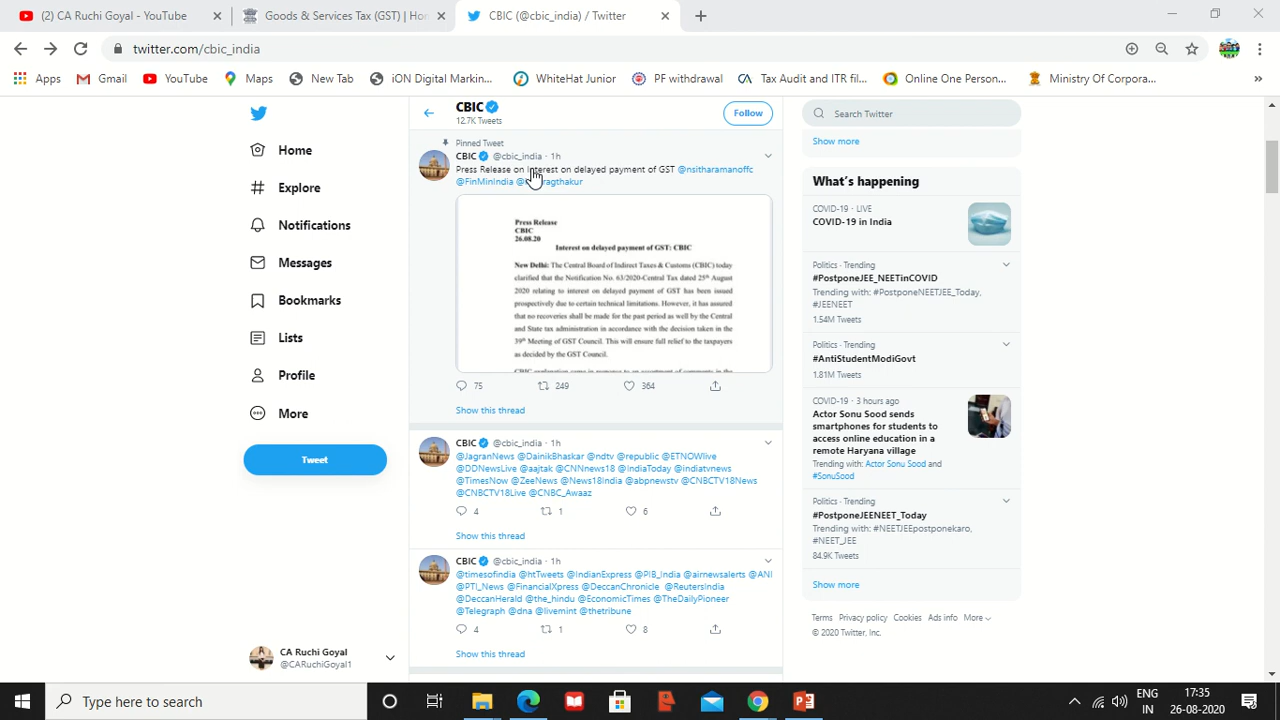 (2) CA Ruchi Goyal - YouTube
Goods & Services Tax (GST) | Ho
CBIC (@cbic_india) / Twitter
twitter.com/cbic_india
Apps
Gmail
YouTube
Maps
New Tab
iON Digital Markin...
WhiteHat Junior
PF withdrawal
Tax Audit and ITR fil...
Online One Person...
Ministry Of Corpora...
Home
Explore
Notifications
Messages
Bookmarks
Lists
Profile
More
Tweet
CA Ruchi Goyal
@CARuchiGoyal1
CBIC
12.7K Tweets
Follow
Pinned Tweet
CBIC @cbic_india · 1h
Press Release on Interest on delayed payment of GST @nsitharamanoffc
@FinMinIndia
Press Release
CBIC
26.08.20
Interest on delayed payment of GST: CBIC
New Delhi: The Central Board of Indirect Taxes & Customs (CBIC) today
clarified that the Notification No. 63/2020-Central Tax dated 25th August
2020 relating to interest on delayed payment of GST has been issued
prospectively due to certain technical limitations. However, it has assured
that no recoveries shall be made for the past period as well by the Central
and State tax administration in accordance with the decision taken in the
39th Meeting of GST Council. This will ensure full relief to the taxpayers
as decided by the GST Council.
75 249 364
Show this thread
CBIC @cbic_india · 1h
@JagranNews @DainikBhaskar @ndtv @republic @ETNOWlive
@DDNewsLive @aajtak @CNNnews18 @IndiaToday @indiatvnews
@TimesNow @ZeeNews @News18India @abpnewstv @CNBCTV18News
@CNBCTV18Live @CNBC_Awaaz
4 1 6
Show this thread
CBIC @cbic_india · 1h
@timesofindia @htTweets @IndianExpress @PIB_India @airnewsalerts @ANI
@PTI_News @FinancialXpress @DeccanChronicle @ReutersIndia
@DeccanHerald @the_hindu @EconomicTimes @TheDailyPioneer
@Telegraph @dna @livemint @thetribune
4 1 8
Show this thread
Search Twitter
Show more
What's happening
COVID-19 · LIVE
COVID-19 in India
Politics · Trending
#PostponeJEE_NEETinCOVID
Trending with: #PostponeNEETJEE_Today,
#JEENEET
1.54M Tweets
Politics · Trending
#AntiStudentModiGovt
1.81M Tweets
COVID-19 · 3 hours ago
Actor Sonu Sood sends
smartphones for students to
access online education in a
remote Haryana village
Trending with: Actor Sonu Sood and
#SonuSood
Politics · Trending
#PostponeJEENEET_Today
Trending with: #NEETJEEpostponekaro,
#NEET_JEE
84.9K Tweets
Show more
Terms Privacy policy Cookies Ads info More
© 2020 Twitter, Inc.
Type here to search
ENG
IN
17:35
26-08-2020